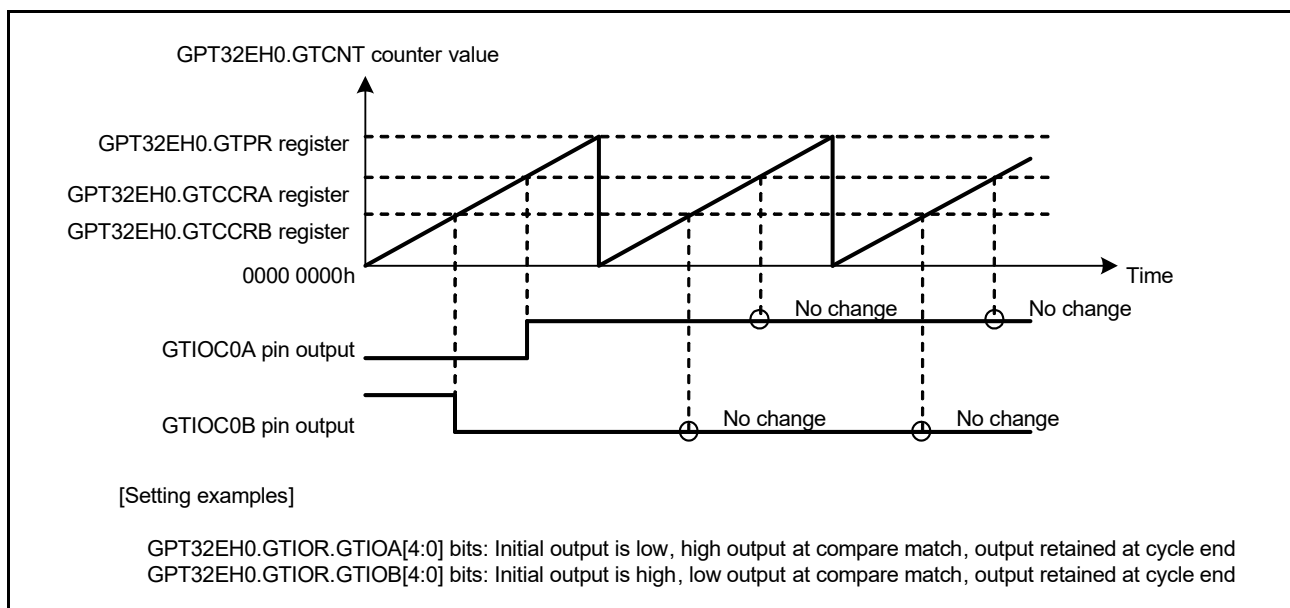 GPT32EH0.GTCNT counter value
GPT32EH0.GTPR register
GPT32EH0.GTCCRA register
GPT32EH0.GTCCRB register
0000 0000h
Time
No change
No change
GTIOC0A pin output
No change
No change
GTIOC0B pin output
[Setting examples]
GPT32EH0.GTIOR.GTIOA[4:0] bits: Initial output is low, high output at compare match, output retained at cycle end
GPT32EH0.GTIOR.GTIOB[4:0] bits: Initial output is high, low output at compare match, output retained at cycle end